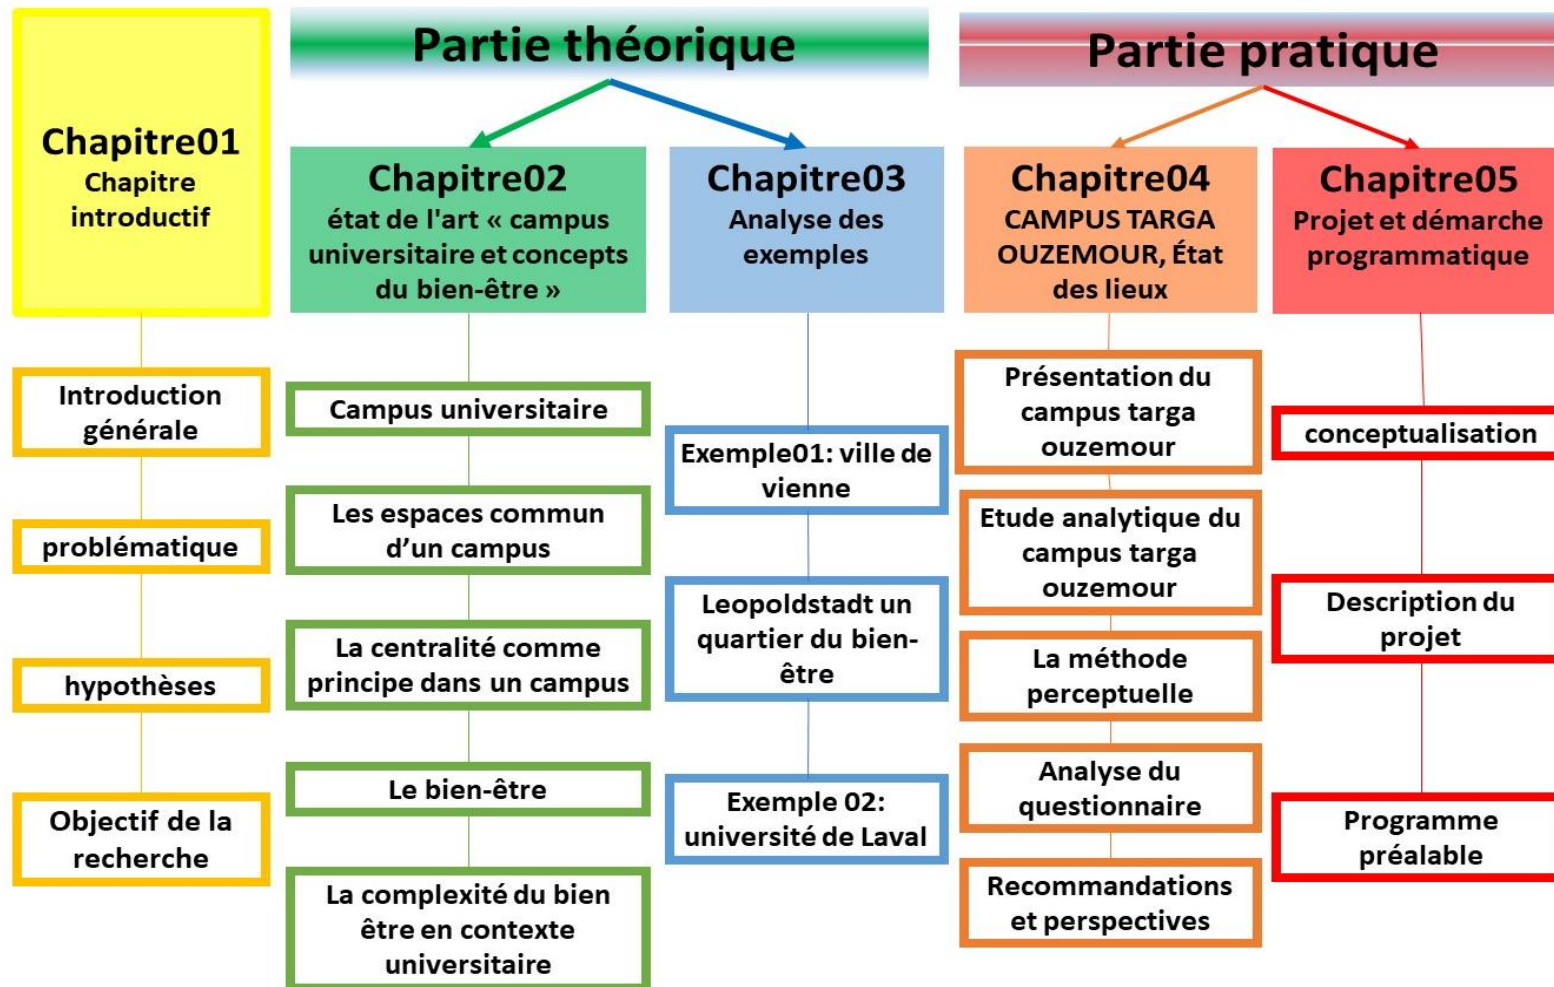 Partie théorique
Partie pratique
Chapitre01
Chapitre
introductif
Introduction
générale
problématique
hypothèses
Objectif de la
recherche
Chapitre02
état de l'art « campus
universitaire et concepts
du bien-être »
Campus universitaire
Les espaces commun
d’un campus
La centralité comme
principe dans un campus
Le bien-être
La complexité du bien
être en contexte
universitaire
Chapitre03
Analyse des
exemples
Exemple01: ville de
vienne
Leopoldstadt un
quartier du bien-
être
Exemple 02:
université de Laval
Chapitre04
CAMPUS TARGA
OUZEMOUR, État
des lieux
Présentation du
campus targa
ouzemour
Etude analytique du
campus targa
ouzemour
La méthode
perceptuelle
Analyse du
questionnaire
Recommandations
et perspectives
Chapitre05
Projet et démarche
programmatique
conceptualisation
Description du
projet
Programme
préalable